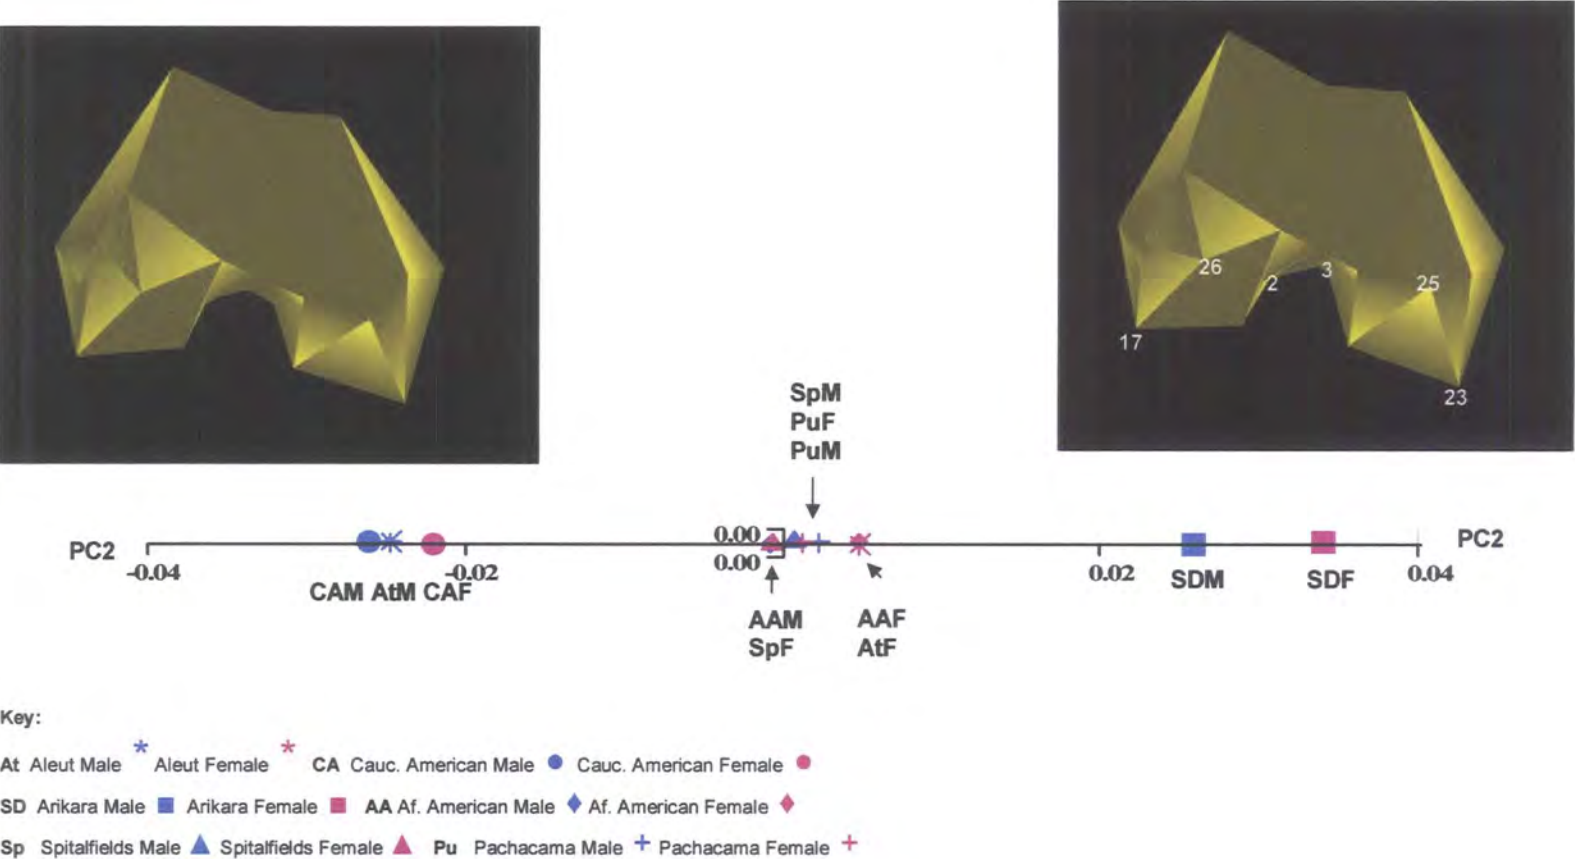 26
2
3
25
17
23
SpM
PuF
PuM
PC2
0.00
0.00
PC2
-0.04
-0.02
0.02
0.04
CAM AtM CAF
SDM
SDF
AAM
SpF
AAF
AtF
Key:
At Aleut Male * Aleut Female * CA Cauc. American Male Cauc. American Female
SD Arikara Male Arikara Female AA Af. American Male Af. American Female
Sp Spitalfields Male Spitalfields Female Pu Pachacama Male + Pachacama Female +